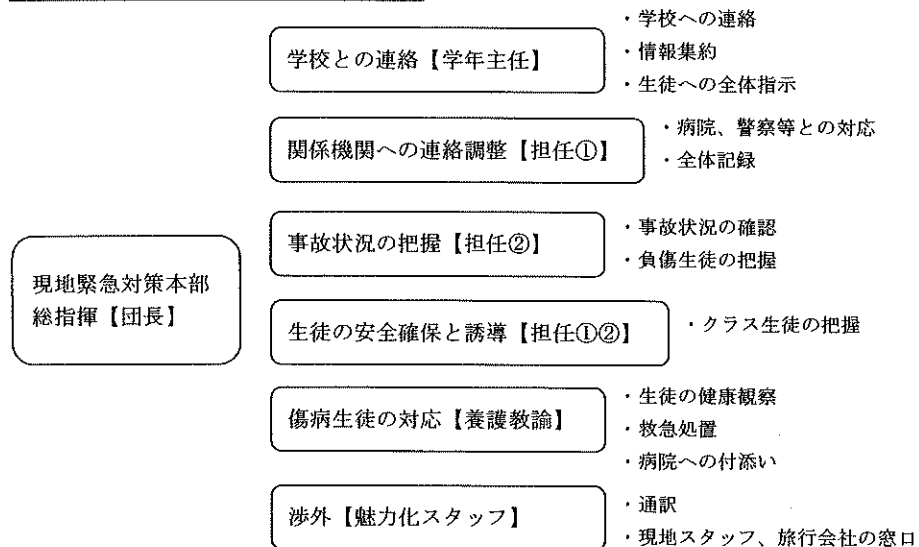 学校との連絡【学年主任】
・学校への連絡
・情報集約
・生徒への全体指示
関係機関への連絡調整【担任①】
・病院、警察等との対応
・全体記録
現地緊急対策本部
総指揮【団長】
事故状況の把握【担任②】
・事故状況の確認
・負傷生徒の把握
生徒の安全確保と誘導【担任①②】
・クラス生徒の把握
傷病生徒の対応【養護教諭】
・生徒の健康観察
・救急処置
・病院への付添い
渉外【魅力化スタッフ】
・通訳
・現地スタッフ、旅行会社の窓口